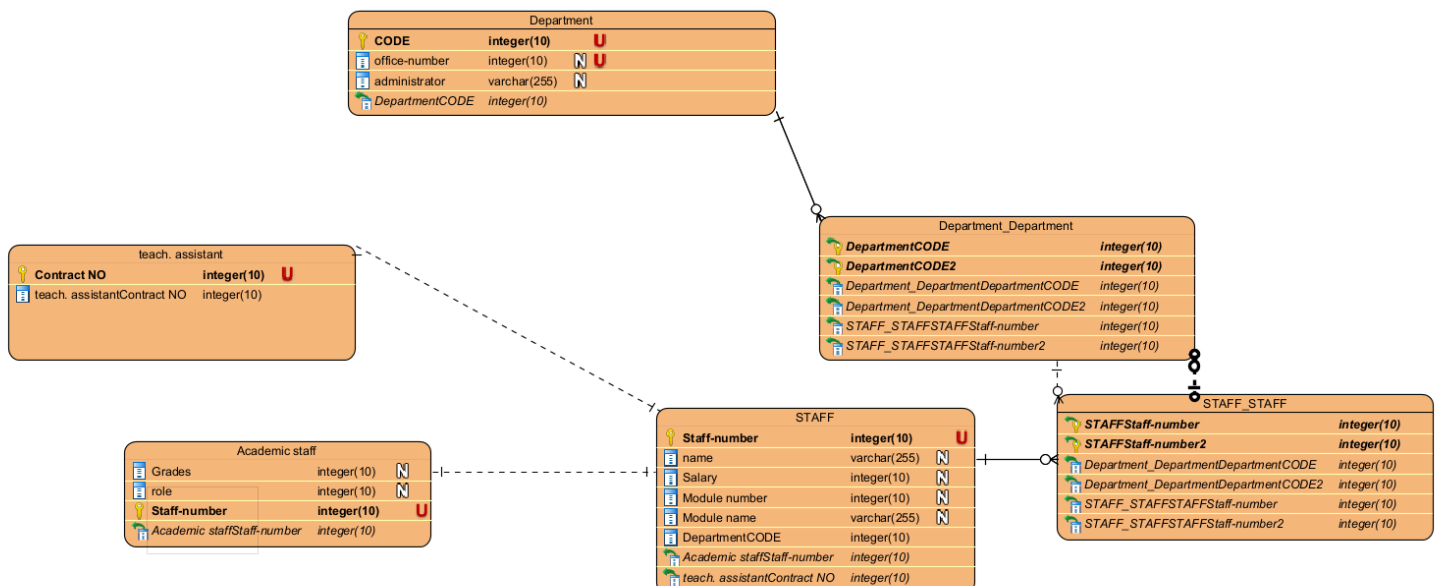 Department
CODE integer(10) U
office-number integer(10) N U
administrator varchar(255) N
DepartmentCODE integer(10)
Department_Department
DepartmentCODE integer(10)
DepartmentCODE2 integer(10)
Department_DepartmentDepartmentCODE integer(10)
Department_DepartmentDepartmentCODE2 integer(10)
STAFF_STAFFSTAFFStaff-number integer(10)
STAFF_STAFFSTAFFStaff-number2 integer(10)
teach. assistant
Contract NO integer(10) U
teach. assistantContract NO integer(10)
STAFF_STAFF
STAFFStaff-number integer(10)
STAFFStaff-number2 integer(10)
Department_DepartmentDepartmentCODE integer(10)
Department_DepartmentDepartmentCODE2 integer(10)
STAFF_STAFFSTAFFStaff-number integer(10)
STAFF_STAFFSTAFFStaff-number2 integer(10)
STAFF
Staff-number integer(10) U
name varchar(255) N
Salary integer(10) N
Module number integer(10) N
Module name varchar(255) N
DepartmentCODE integer(10)
Academic staffStaff-number integer(10)
teach. assistantContract NO integer(10)
Academic staff
Grades integer(10) N
role integer(10) N
Staff-number integer(10) U
Academic staffStaff-number integer(10)